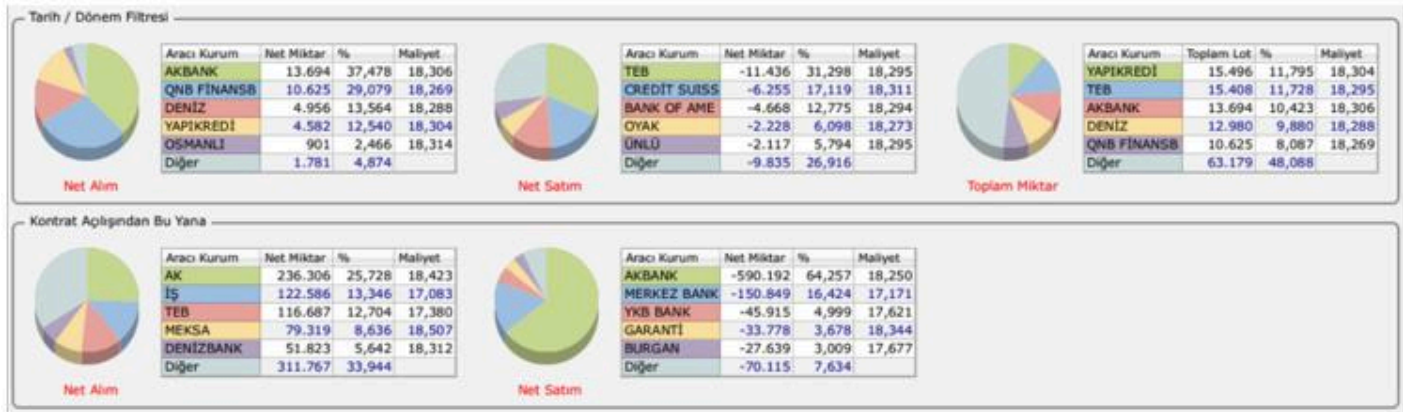 Tarih / Dönem Filtresi
Aracı Kurum Net Miktar % Maliyet
AKBANK 13.694 37,478 18,306
QNB FİNANSB 10.625 29,079 18,269
DENİZ 4.956 13,564 18,288
YAPIKREDİ 4.582 12,540 18,304
OSMANLI 901 2,466 18,314
Diğer 1.781 4,874
Net Alım
Aracı Kurum Net Miktar % Maliyet
TEB -11.436 31,298 18,295
CREDİT SUISS -6.255 17,119 18,311
BANK OF AME -4.668 12,775 18,294
OYAK -2.228 6,098 18,273
ÜNLÜ -2.117 5,794 18,295
Diğer -9.835 26,916
Net Satım
Aracı Kurum Toplam Lot % Maliyet
YAPIKREDİ 15.496 11,795 18,304
TEB 15.408 11,728 18,295
AKBANK 13.694 10,423 18,306
DENİZ 12.980 9,880 18,288
QNB FİNANSB 10.625 8,087 18,269
Diğer 63.179 48,088
Toplam Miktar
Kontrat Açılışından Bu Yana
Aracı Kurum Net Miktar % Maliyet
AK 236.306 25,728 18,423
İŞ 122.586 13,346 17,083
TEB 116.687 12,704 17,380
MEKSA 79.319 8,636 18,507
DENİZBANK 51.823 5,642 18,312
Diğer 311.767 33,944
Net Alım
Aracı Kurum Net Miktar % Maliyet
AKBANK -590.192 64,257 18,250
MERKEZ BANK -150.849 16,424 17,171
YKB BANK -45.915 4,999 17,621
GARANTİ -33.778 3,678 18,344
BURGAN -27.639 3,009 17,677
Diğer -70.115 7,634
Net Satım